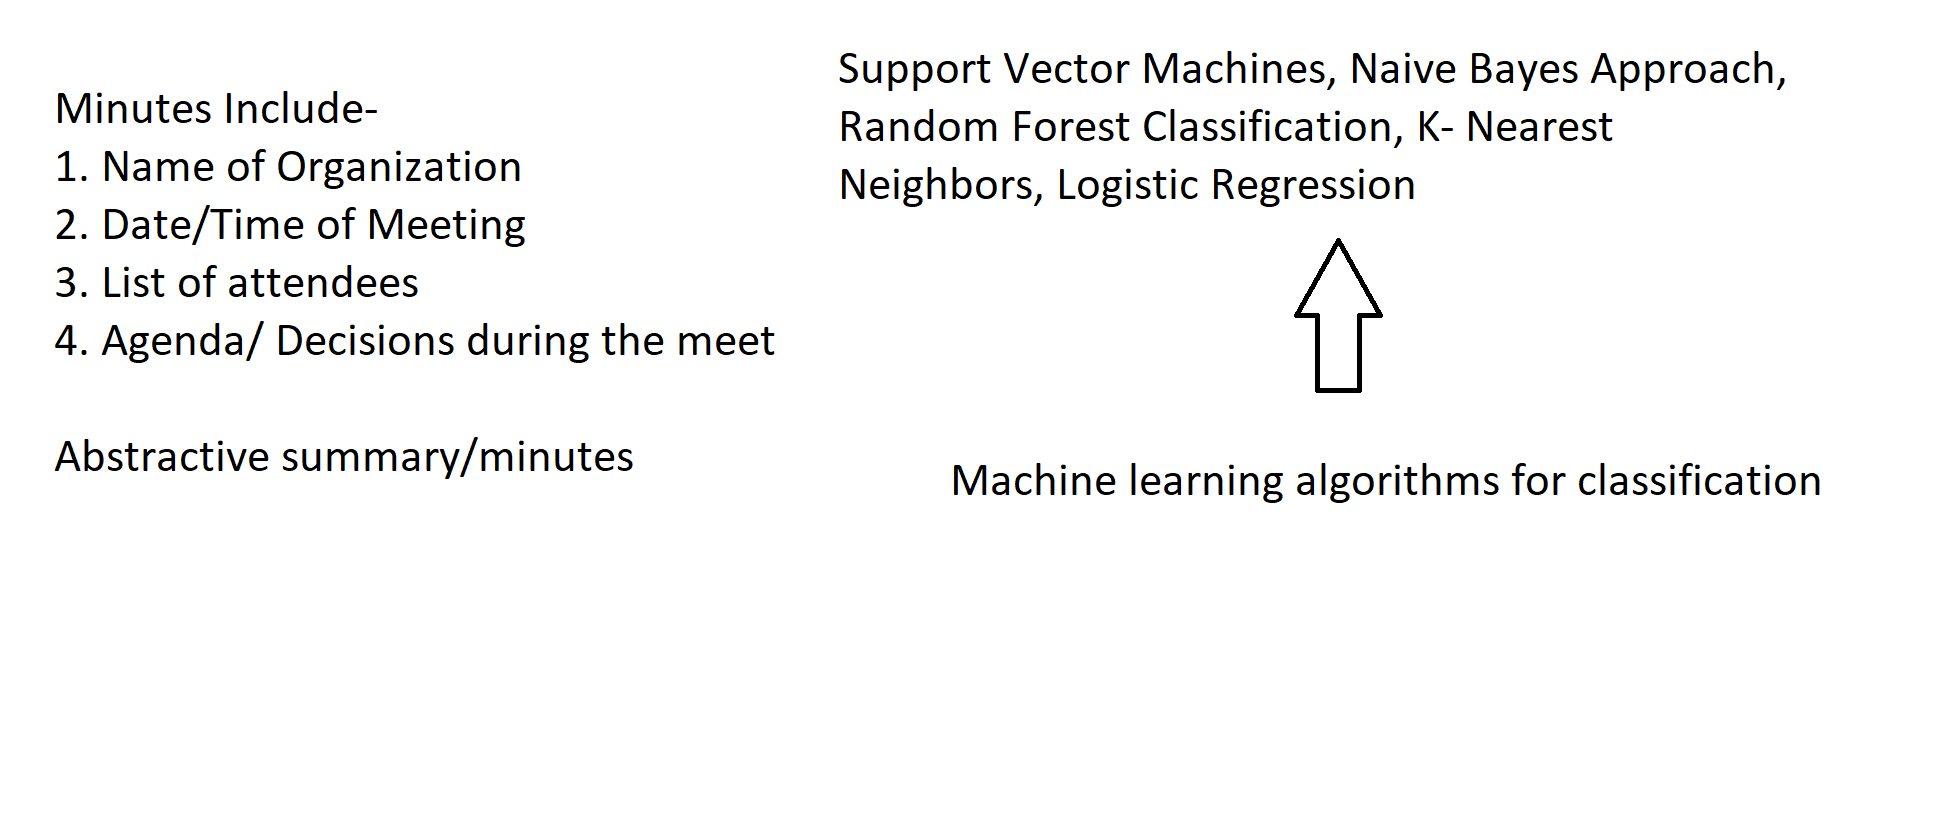 Minutes Include-
1. Name of Organization
2. Date/Time of Meeting
3. List of attendees
4. Agenda/ Decisions during the meet
Abstractive summary/minutes
Support Vector Machines, Naive Bayes Approach,
Random Forest Classification, K- Nearest
Neighbors, Logistic Regression
Machine learning algorithms for classification